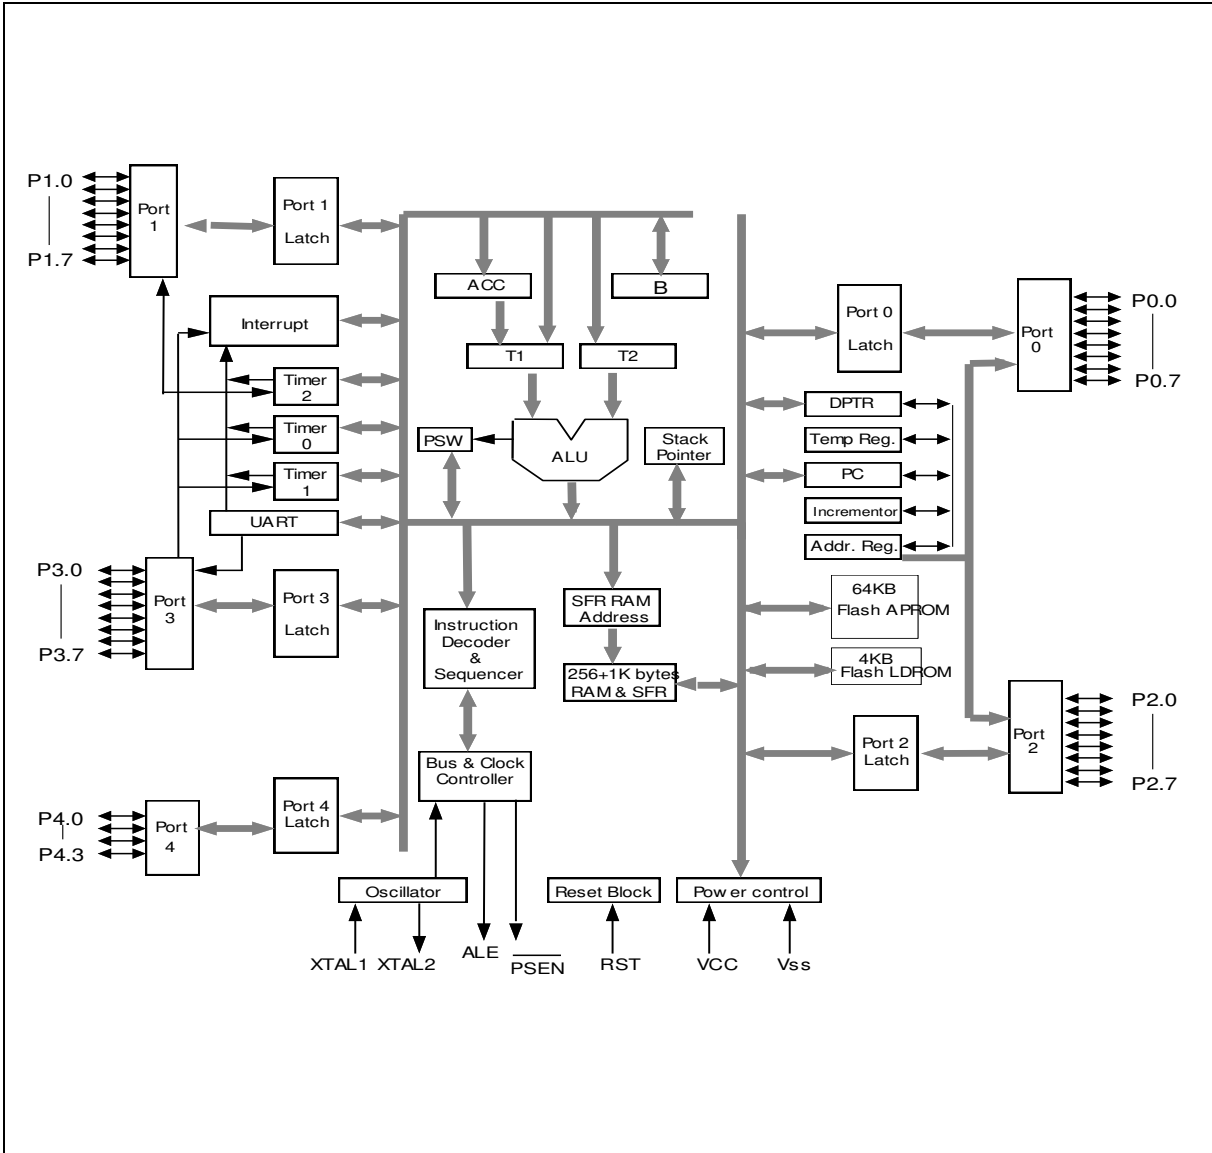 P1.0
P1.7
Port
1
Port 1
Latch
Interrupt
Timer
2
Timer
0
Timer
1
UART
P3.0
P3.7
Port
3
Port 3
Latch
P4.0
P4.3
Port
4
Port 4
Latch
ACC
B
T1
T2
PSW
ALU
Stack
Pointer
SFR RAM
Address
256+1K bytes
RAM & SFR
Instruction
Decoder
&
Sequencer
Bus & Clock
Controller
Oscillator
Reset Block
Power control
XTAL1
XTAL2
ALE
PSEN
RST
VCC
Vss
Port 0
Latch
Port
0
P0.0
P0.7
DPTR
Temp Reg.
PC
Incrementor
Addr. Reg.
64KB
Flash APROM
4KB
Flash LDROM
Port 2
Latch
Port
2
P2.0
P2.7